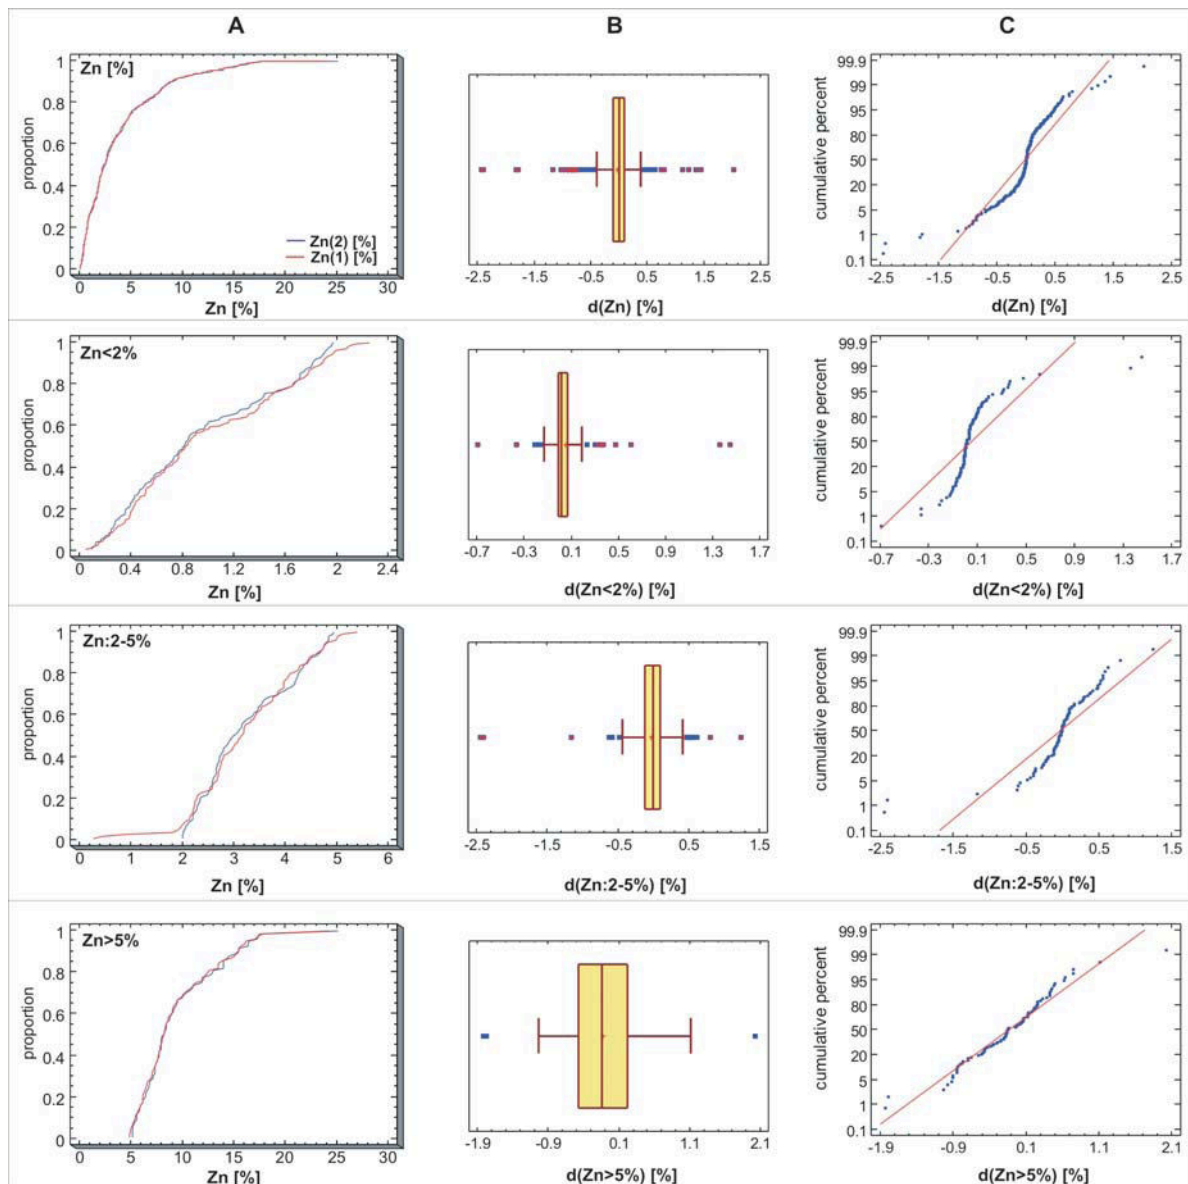 A B C
Zn [%]
proportion
1
0.8
0.6
0.4
0.2
0
Zn(2) [%]
Zn(1) [%]
0 5 10 15 20 25 30
Zn [%]
-2.5 -1.5 -0.5 0.5 1.5 2.5
d(Zn) [%]
cumulative percent
99.9
99
95
80
50
20
5
1
0.1
-2.5 -1.5 -0.5 0.5 1.5 2.5
d(Zn) [%]
Zn<2%
proportion
1
0.8
0.6
0.4
0.2
0
0 0.4 0.8 1.2 1.6 2 2.4
Zn [%]
-0.7 -0.3 0.1 0.5 0.9 1.3 1.7
d(Zn<2%) [%]
cumulative percent
99.9
99
95
80
50
20
5
1
0.1
-0.7 -0.3 0.1 0.5 0.9 1.3 1.7
d(Zn<2%) [%]
Zn:2-5%
proportion
1
0.8
0.6
0.4
0.2
0
0 1 2 3 4 5 6
Zn [%]
-2.5 -1.5 -0.5 0.5 1.5
d(Zn:2-5%) [%]
cumulative percent
99.9
99
95
80
50
20
5
1
0.1
-2.5 -1.5 -0.5 0.5 1.5
d(Zn:2-5%) [%]
Zn>5%
proportion
1
0.8
0.6
0.4
0.2
0
0 5 10 15 20 25 30
Zn [%]
-1.9 -0.9 0.1 1.1 2.1
d(Zn>5%) [%]
cumulative percent
99.9
99
95
80
50
20
5
1
0.1
-1.9 -0.9 0.1 1.1 2.1
d(Zn>5%) [%]